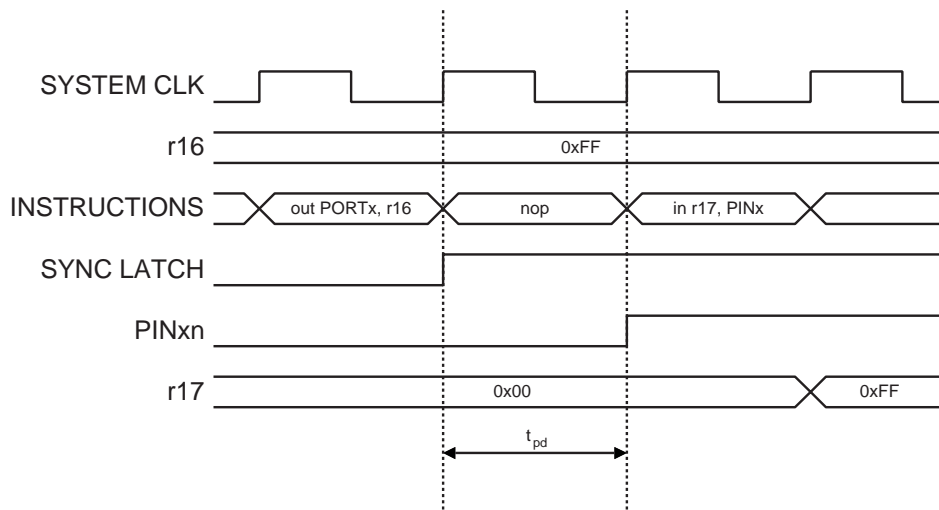 SYSTEM CLK
r16
0xFF
INSTRUCTIONS
out PORTx, r16
nop
in r17, PINx
SYNC LATCH
PINxn
r17
0x00
0xFF
tpd